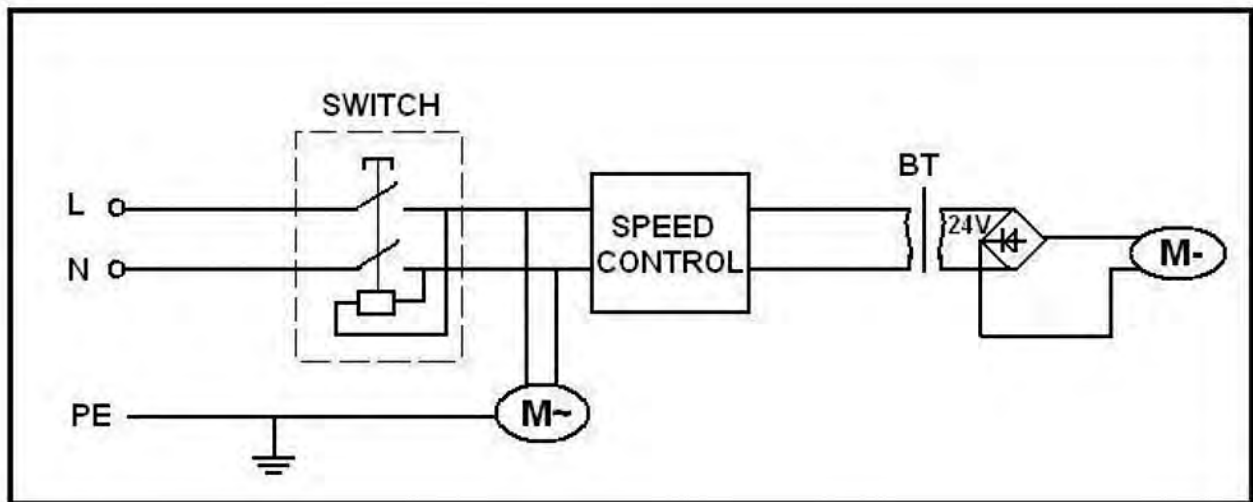 SWITCH
BT
L
N
SPEED
CONTROL
24V
M-
PE
M~